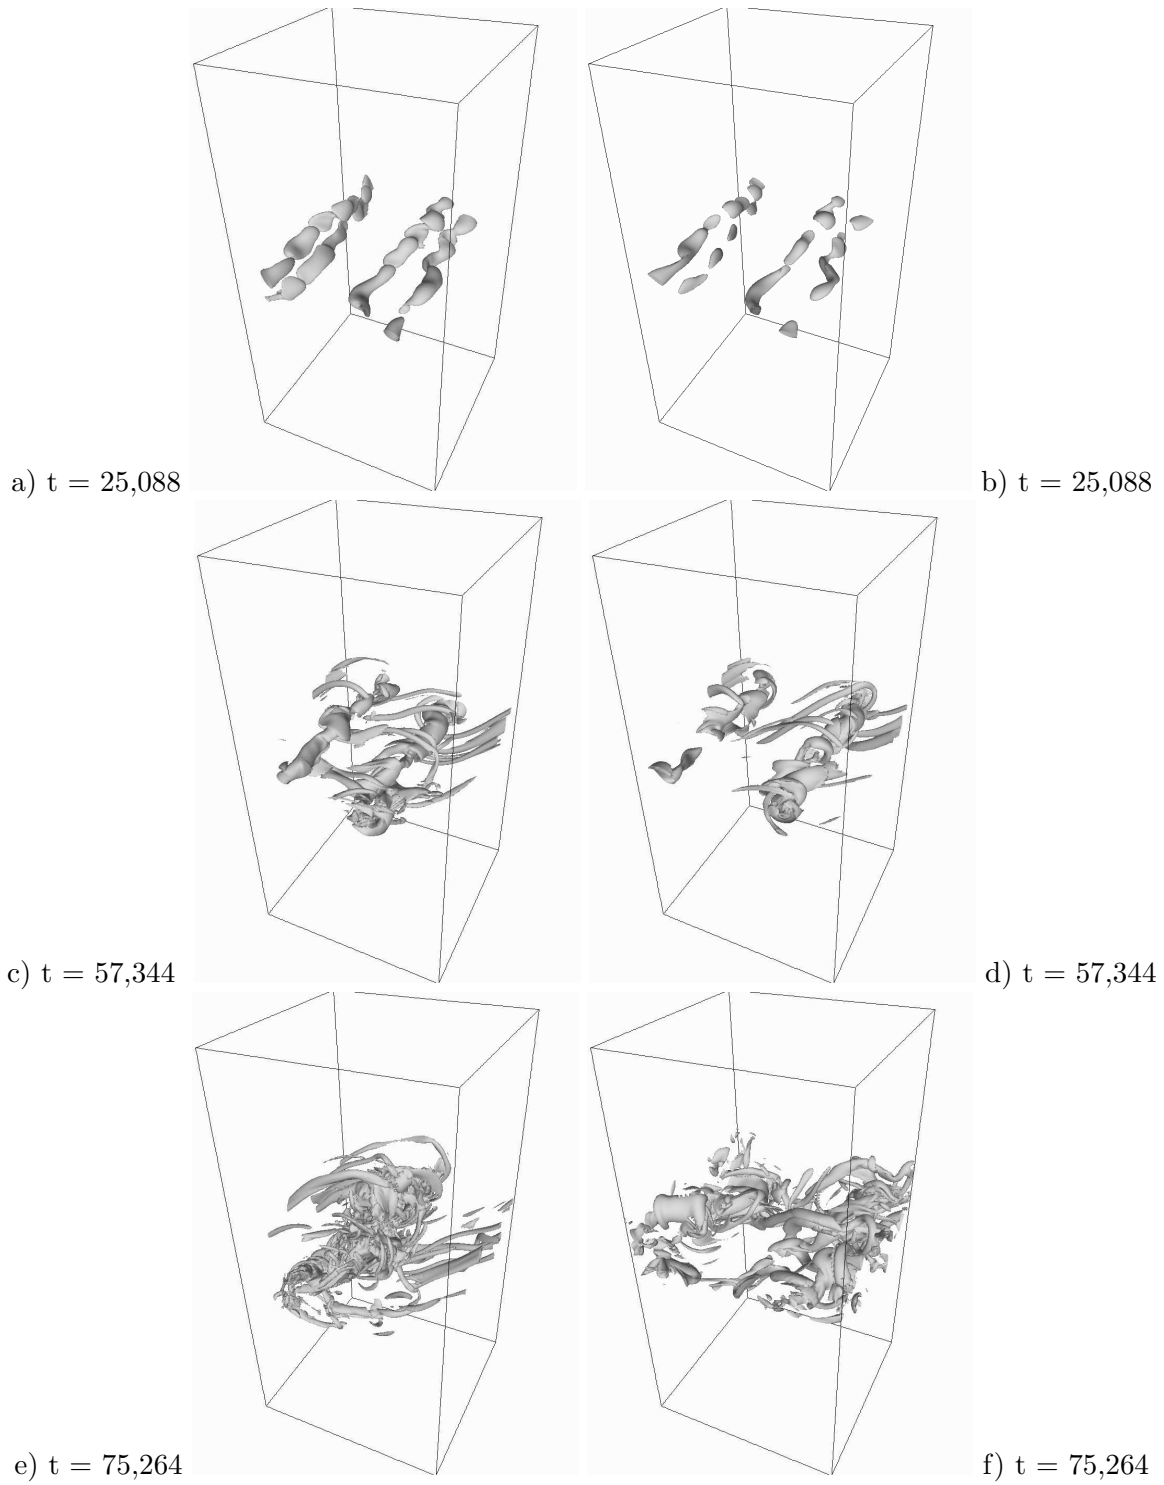 a) t = 25,088
b) t = 25,088
c) t = 57,344
d) t = 57,344
e) t = 75,264
f) t = 75,264